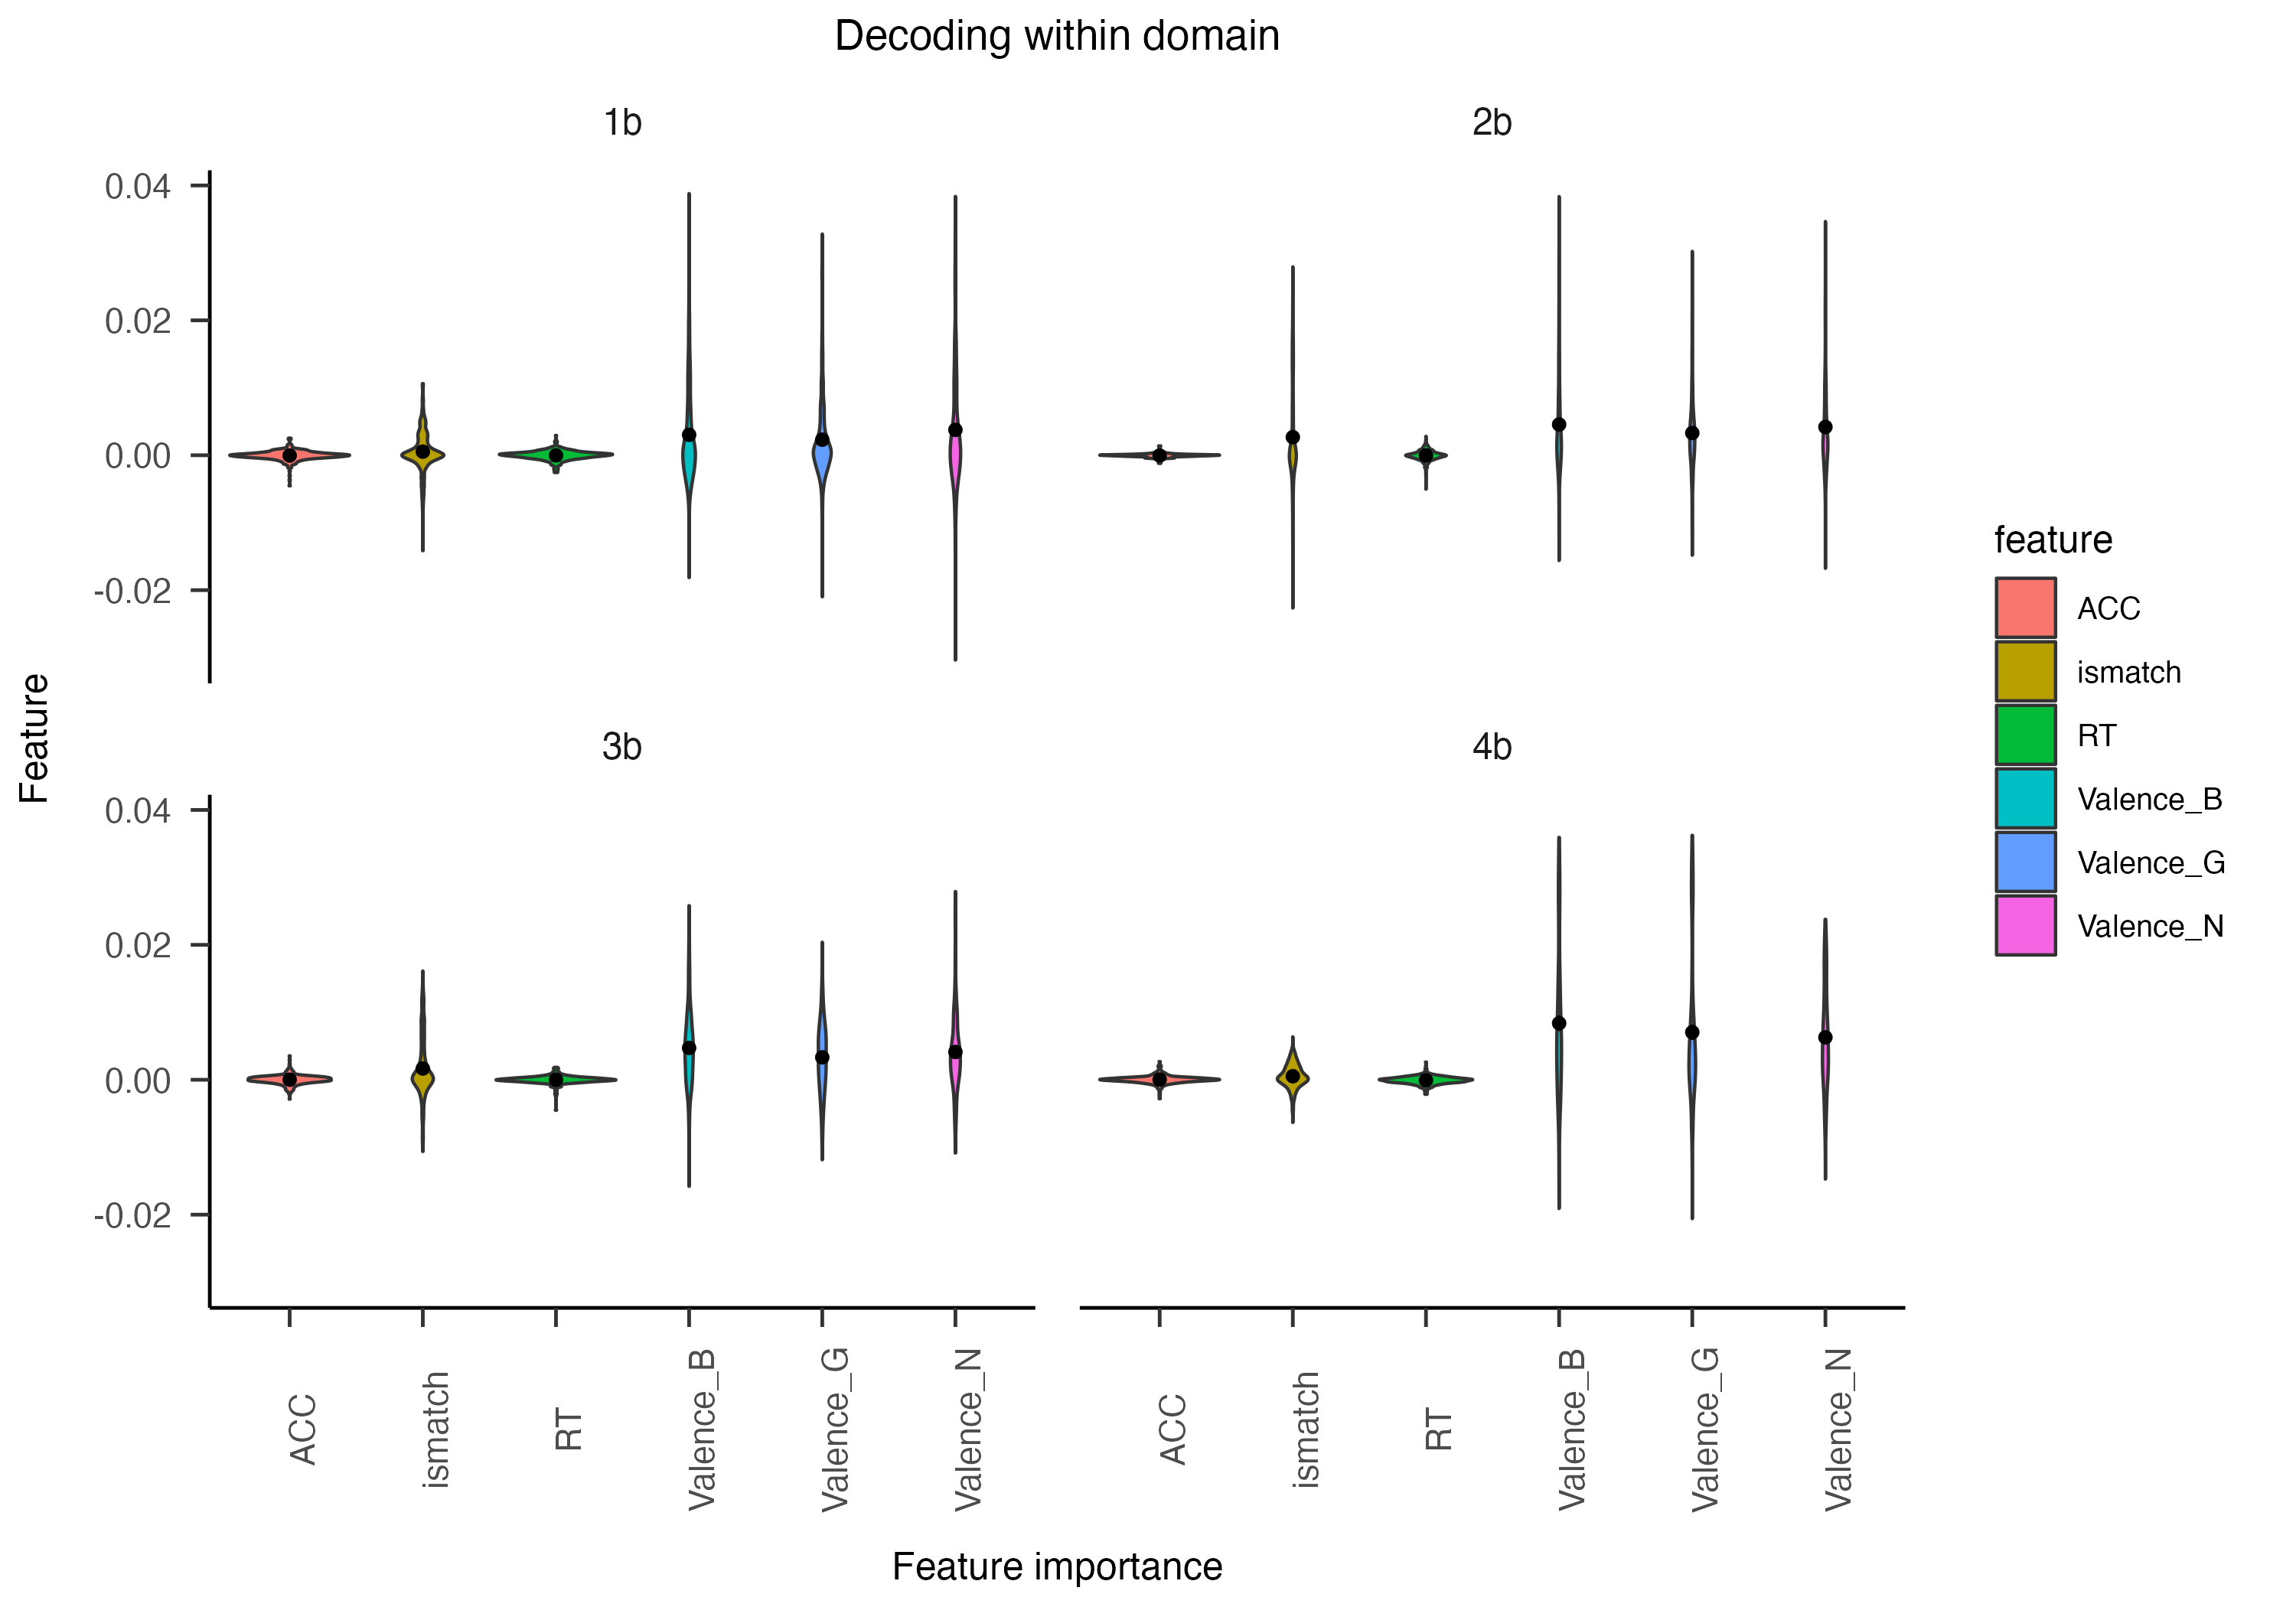 Decoding within domain
1b
2b
0.04
0.02
0.00
-0.02
3b
4b
0.04
0.02
0.00
-0.02
Feature
ACC
ismatch
RT
Valence_B
Valence_G
Valence_N
ACC
ismatch
RT
Valence_B
Valence_G
Valence_N
Feature importance
feature
ACC
ismatch
RT
Valence_B
Valence_G
Valence_N